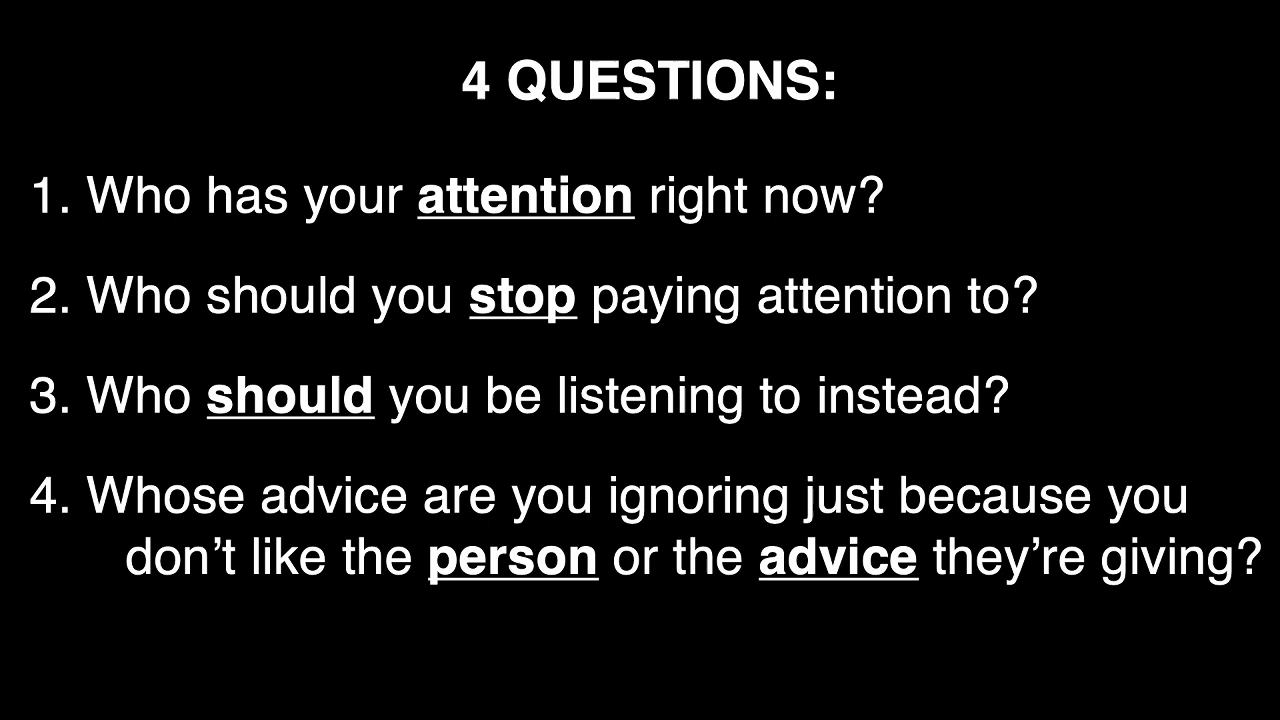 4 QUESTIONS:
1. Who has your attention right now?
2. Who should you stop paying attention to?
3. Who should you be listening to instead?
4. Whose advice are you ignoring just because you
don’t like the person or the advice they’re giving?